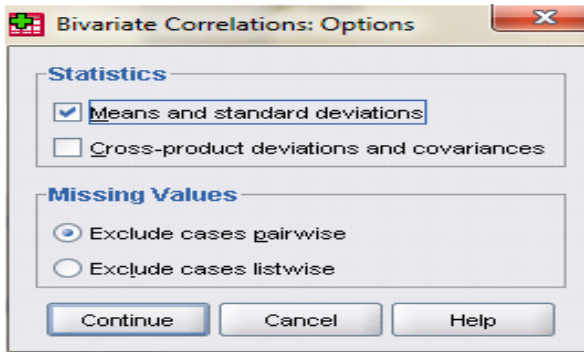 Bivariate Correlations: Options
Statistics
Means and standard deviations
Cross-product deviations and covariances
Missing Values
Exclude cases pairwise
Exclude cases listwise
Continue Cancel Help